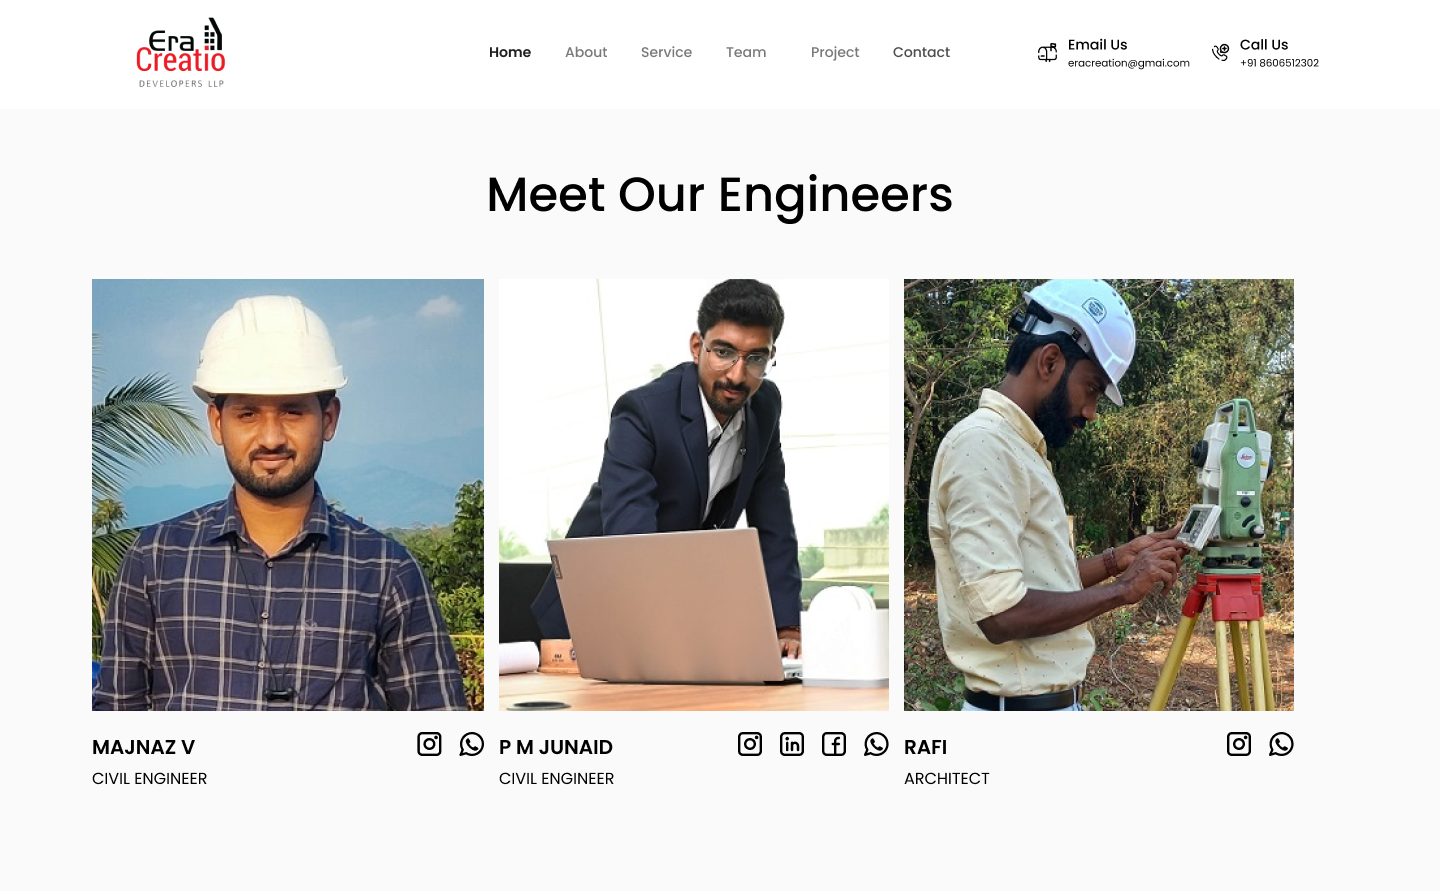 Era
Creatio
DEVELOPERS LLP
Home
About
Service
Team
Project
Contact
Email Us
eracreation@gmai.com
Call Us
+91 8606512302
Meet Our Engineers
MAJNAZ V
CIVIL ENGINEER
P M JUNAID
CIVIL ENGINEER
RAFI
ARCHITECT